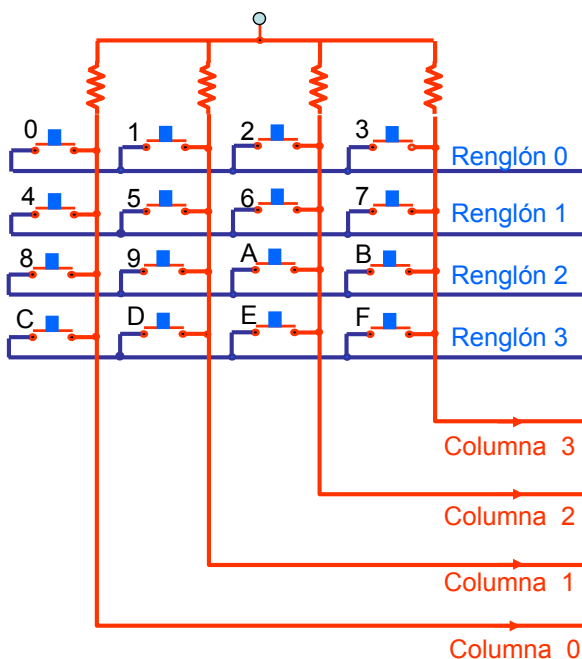 0 1 2 3
Renglón 0
4 5 6 7
Renglón 1
8 9 A B
Renglón 2
C D E F
Renglón 3
Columna 3
Columna 2
Columna 1
Columna 0